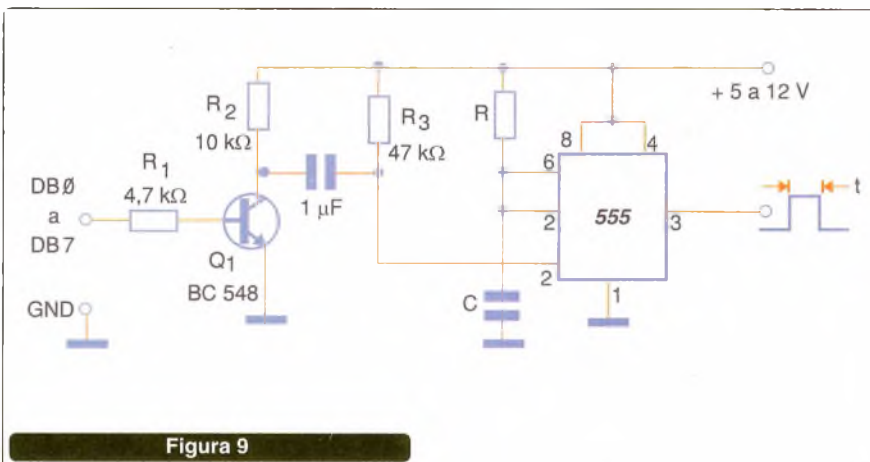 R2
10 kΩ
R3
47 kΩ
R
+ 5 a 12 V
8
4
6
R1
4,7 kΩ
DBØ
a
DB7
1 µF
2
555
3
t
Q1
BC 548
2
1
C
GND
Figura 9